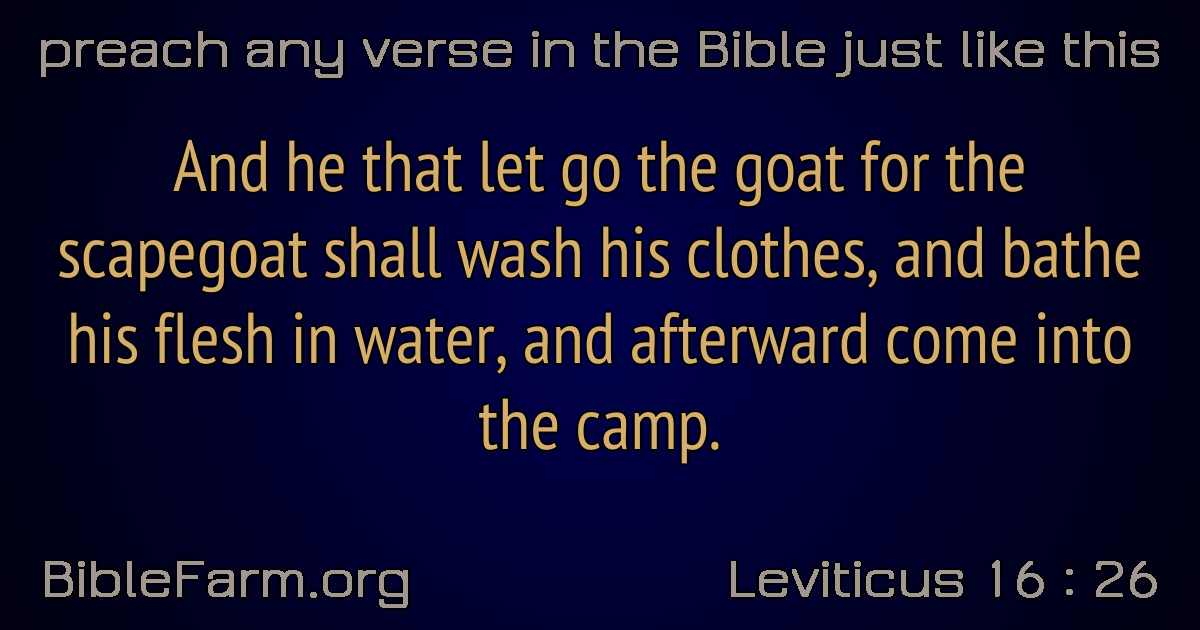 preach any verse in the Bible just like this
And he that let go the goat for the
scapegoat shall wash his clothes, and bathe
his flesh in water, and afterward come into
the camp.
BibleFarm.org
Leviticus 16 : 26